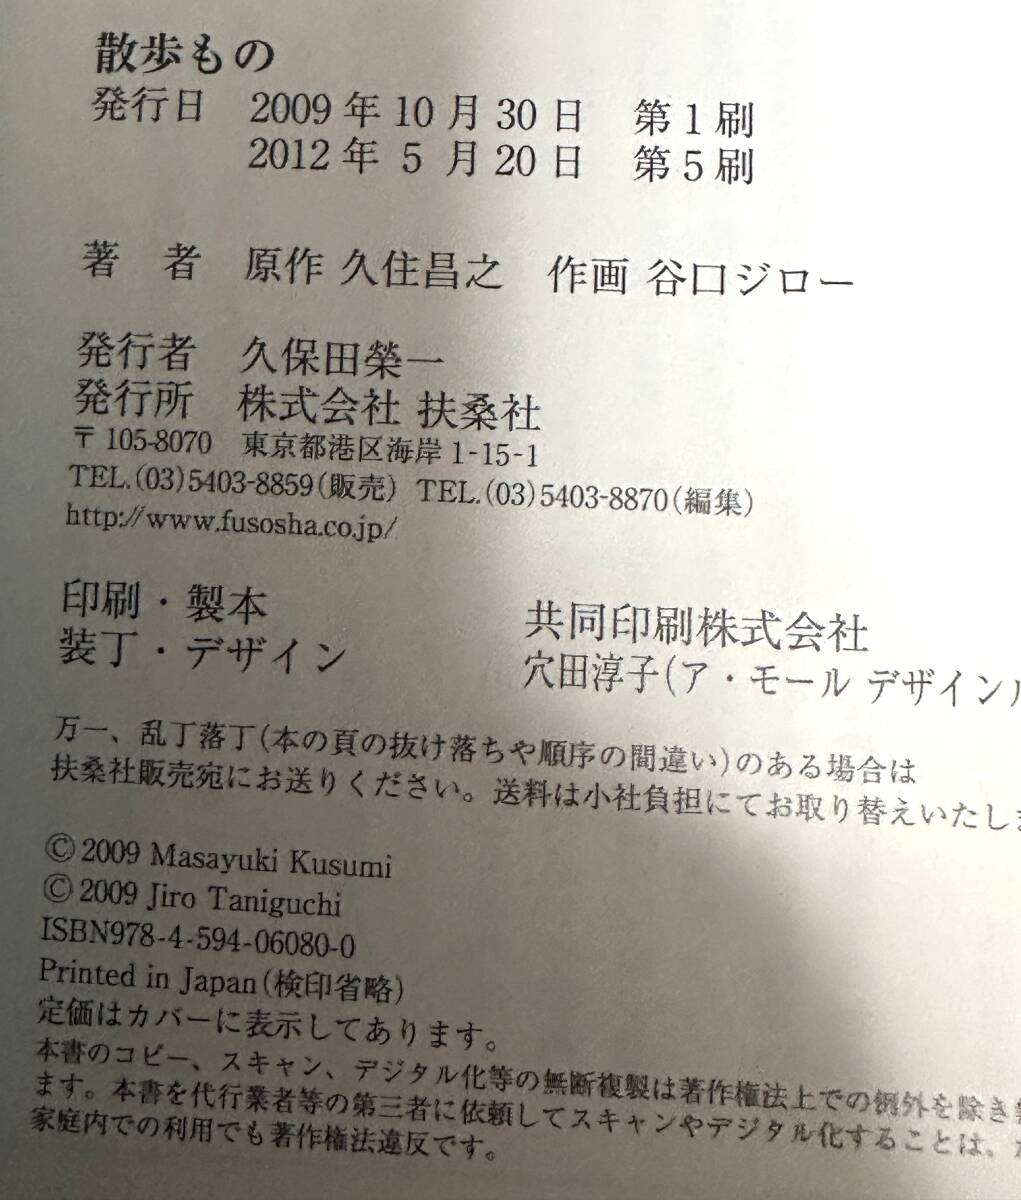 散歩もの
発行日 2009年10月30日 第1刷
2012年 5 月20日 第5刷
著 者 原作 久住昌之 作画 谷口ジロー
発行者 久保田榮一
発行所 株式会社 扶桑社
〒105-8070 東京都港区海岸1-15-1
TEL.(03)5403-8859(販売) TEL.(03)5403-8870(編集)
http://www.fusosha.co.jp/
印刷・製本 共同印刷株式会社
装丁・デザイン 穴田淳子(ア・モール デザインル
万一、乱丁落丁(本の頁の抜け落ちや順序の間違い)のある場合は
扶桑社販売宛にお送りください。送料は小社負担にてお取り替えいたしま
©2009 Masayuki Kusumi
©2009 Jiro Taniguchi
ISBN978-4-594-06080-0
Printed in Japan(検印省略)
定価はカバーに表示してあります。
本書のコピー、スキャン、デジタル化等の無断複製は著作権法上での例外を除き
ます。本書を代行業者等の第三者に依頼してスキャンやデジタル化することは、
家庭内での利用でも著作権法違反です。